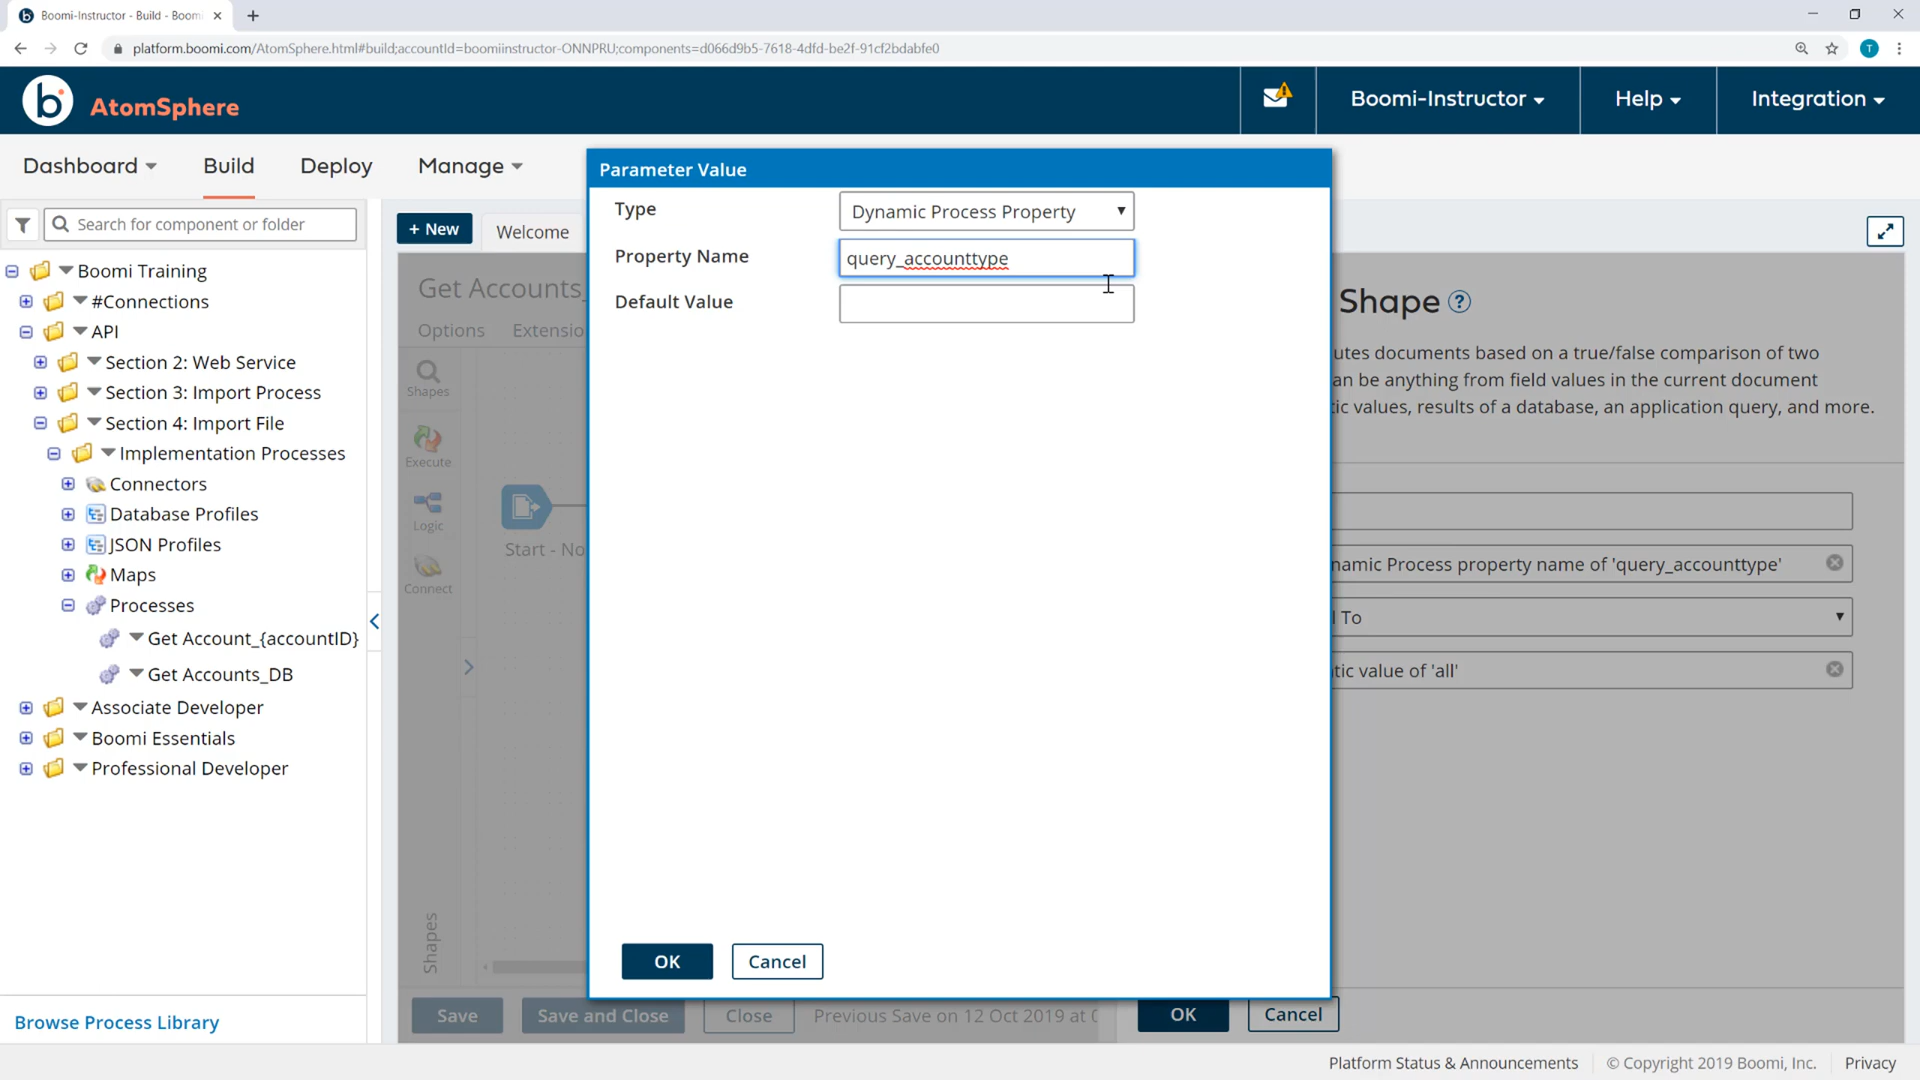 Boomi-Instructor - Build - Boomi
platform.boomi.com/AtomSphere.html#build;accountId=boomiinstructor-ONNPRU;components=d066d9b5-7618-4dfd-be2f-91cf2bdabfe0
T
b AtomSphere
Boomi-Instructor
Help
Integration
Dashboard
Build
Deploy
Manage
Search for component or folder
Boomi Training
#Connections
API
Section 2: Web Service
Section 3: Import Process
Section 4: Import File
Implementation Processes
Connectors
Database Profiles
JSON Profiles
Maps
Processes
Get Account_{accountID}
Get Accounts_DB
Associate Developer
Boomi Essentials
Professional Developer
Browse Process Library
+ New
Welcome
Get Accounts_
Options
Extensio
Shapes
Execute
Logic
Connect
Start - No
Shapes
Save
Save and Close
Close
Previous Save on 12 Oct 2019 at 0
Parameter Value
Type
Dynamic Process Property
Property Name
query_accounttype
Default Value
OK
Cancel
Shape ?
utes documents based on a true/false comparison of two
an be anything from field values in the current document
tic values, results of a database, an application query, and more.
namic Process property name of 'query_accounttype'
l To
tic value of 'all'
OK
Cancel
Platform Status & Announcements
© Copyright 2019 Boomi, Inc.
Privacy